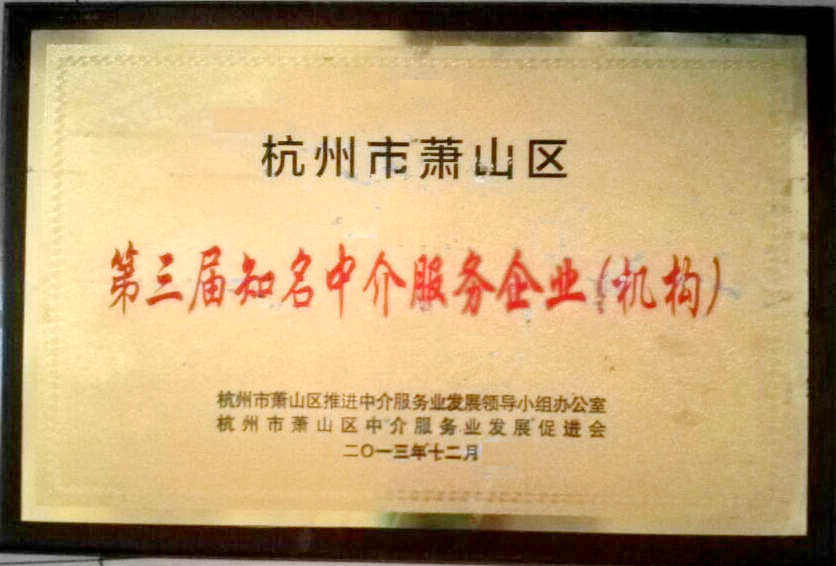 杭州市萧山区
第三届知名中介服务企业(机构)
杭州市萧山区推进中介服务业发展领导小组办公室
杭州市萧山区中介服务业发展促进会
二〇一三年十二月